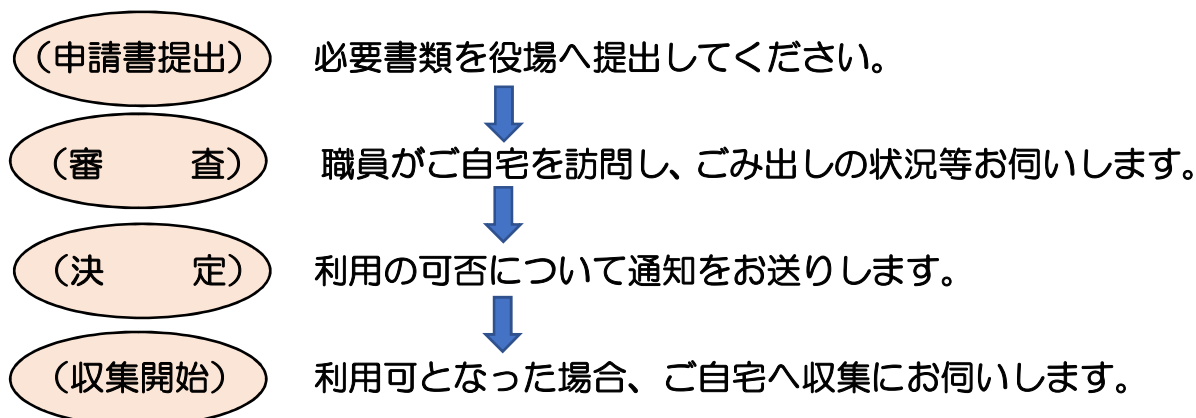 （申請書提出） 必要書類を役場へ提出してください。
（審　　査） 職員がご自宅を訪問し、ごみ出しの状況等お伺いします。
（決　　定） 利用の可否について通知をお送りします。
（収集開始） 利用可となった場合、ご自宅へ収集にお伺いします。